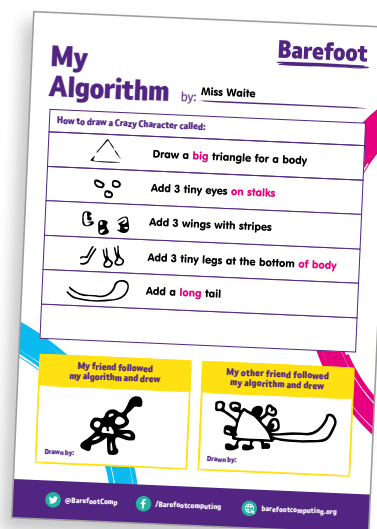 Barefoot
My
Algorithm by: Miss Waite
How to draw a Crazy Character called:
Draw a big triangle for a body
Add 3 tiny eyes on stalks
Add 3 wings with stripes
Add 3 tiny legs at the bottom of body
Add a long tail
My friend followed
my algorithm and drew
Drawn by:
My other friend followed
my algorithm and drew
Drawn by:
@BarefootComp
/Barefootcomputing
barefootcomputing.org